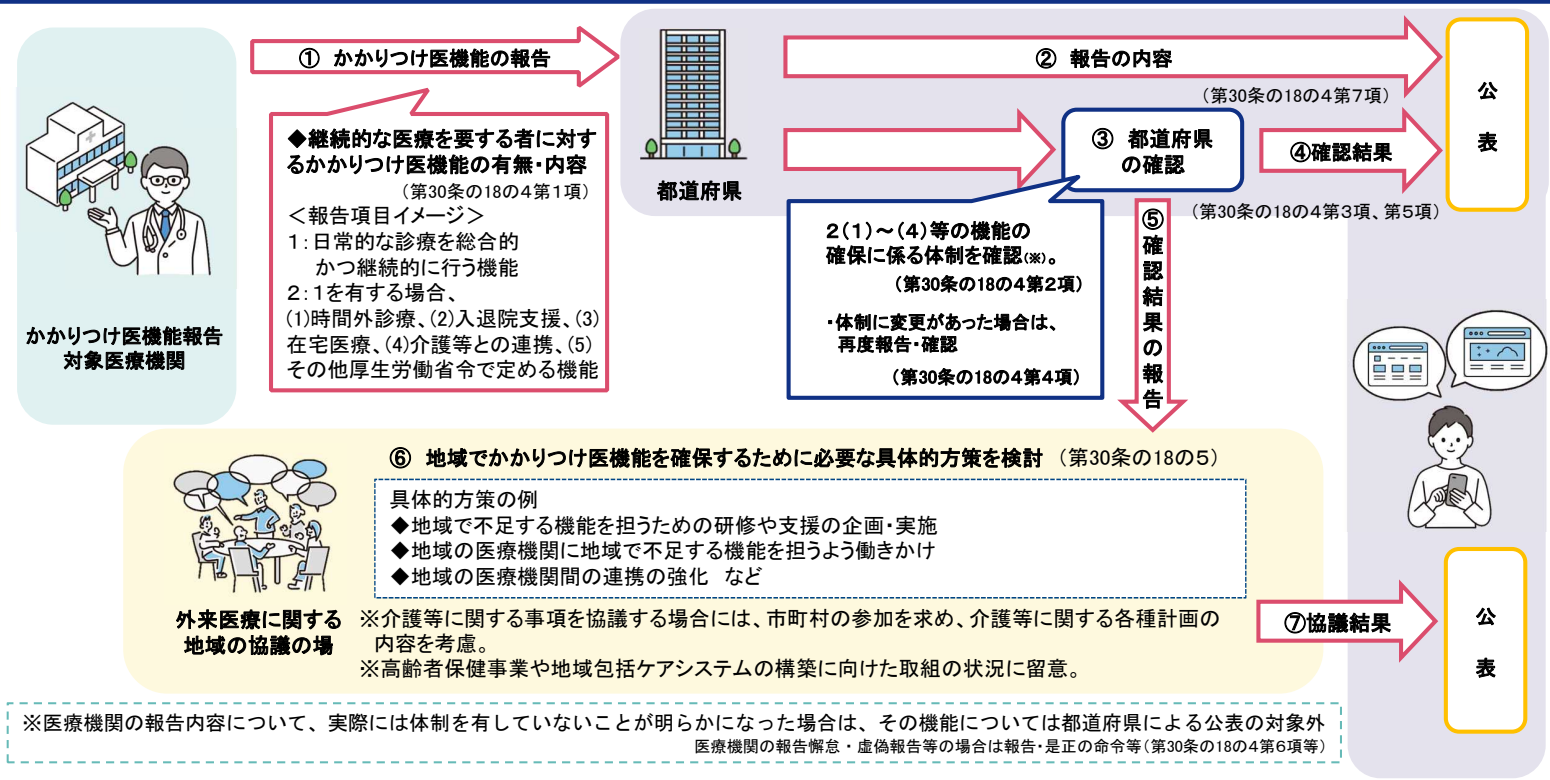 ① かかりつけ医機能の報告
② 報告の内容
(第30条の18の4第7項)
公
表
◆継続的な医療を要する者に対す
るかかりつけ医機能の有無・内容
(第30条の18の4第1項)
<報告項目イメージ>
1:日常的な診療を総合的
かつ継続的に行う機能
2:1を有する場合、
(1)時間外診療、(2)入退院支援、(3)
在宅医療、(4)介護等との連携、(5)
その他厚生労働省令で定める機能
かかりつけ医機能報告
対象医療機関
都道府県
③ 都道府県
の確認
④確認結果
(第30条の18の4第3項、第5項)
2(1)~(4)等の機能の
確保に係る体制を確認(※)。
(第30条の18の4第2項)
・体制に変更があった場合は、
再度報告・確認
(第30条の18の4第4項)
⑤確認結果の報告
⑥ 地域でかかりつけ医機能を確保するために必要な具体的方策を検討 (第30条の18の5)
具体的方策の例
◆地域で不足する機能を担うための研修や支援の企画・実施
◆地域の医療機関に地域で不足する機能を担うよう働きかけ
◆地域の医療機関間の連携の強化 など
外来医療に関する
地域の協議の場
※介護等に関する事項を協議する場合には、市町村の参加を求め、介護等に関する各種計画の
内容を考慮。
※高齢者保健事業や地域包括ケアシステムの構築に向けた取組の状況に留意。
⑦協議結果
公
表
※医療機関の報告内容について、実際には体制を有していないことが明らかになった場合は、その機能については都道府県による公表の対象外
医療機関の報告懈怠・虚偽報告等の場合は報告・是正の命令等(第30条の18の4第6項等)